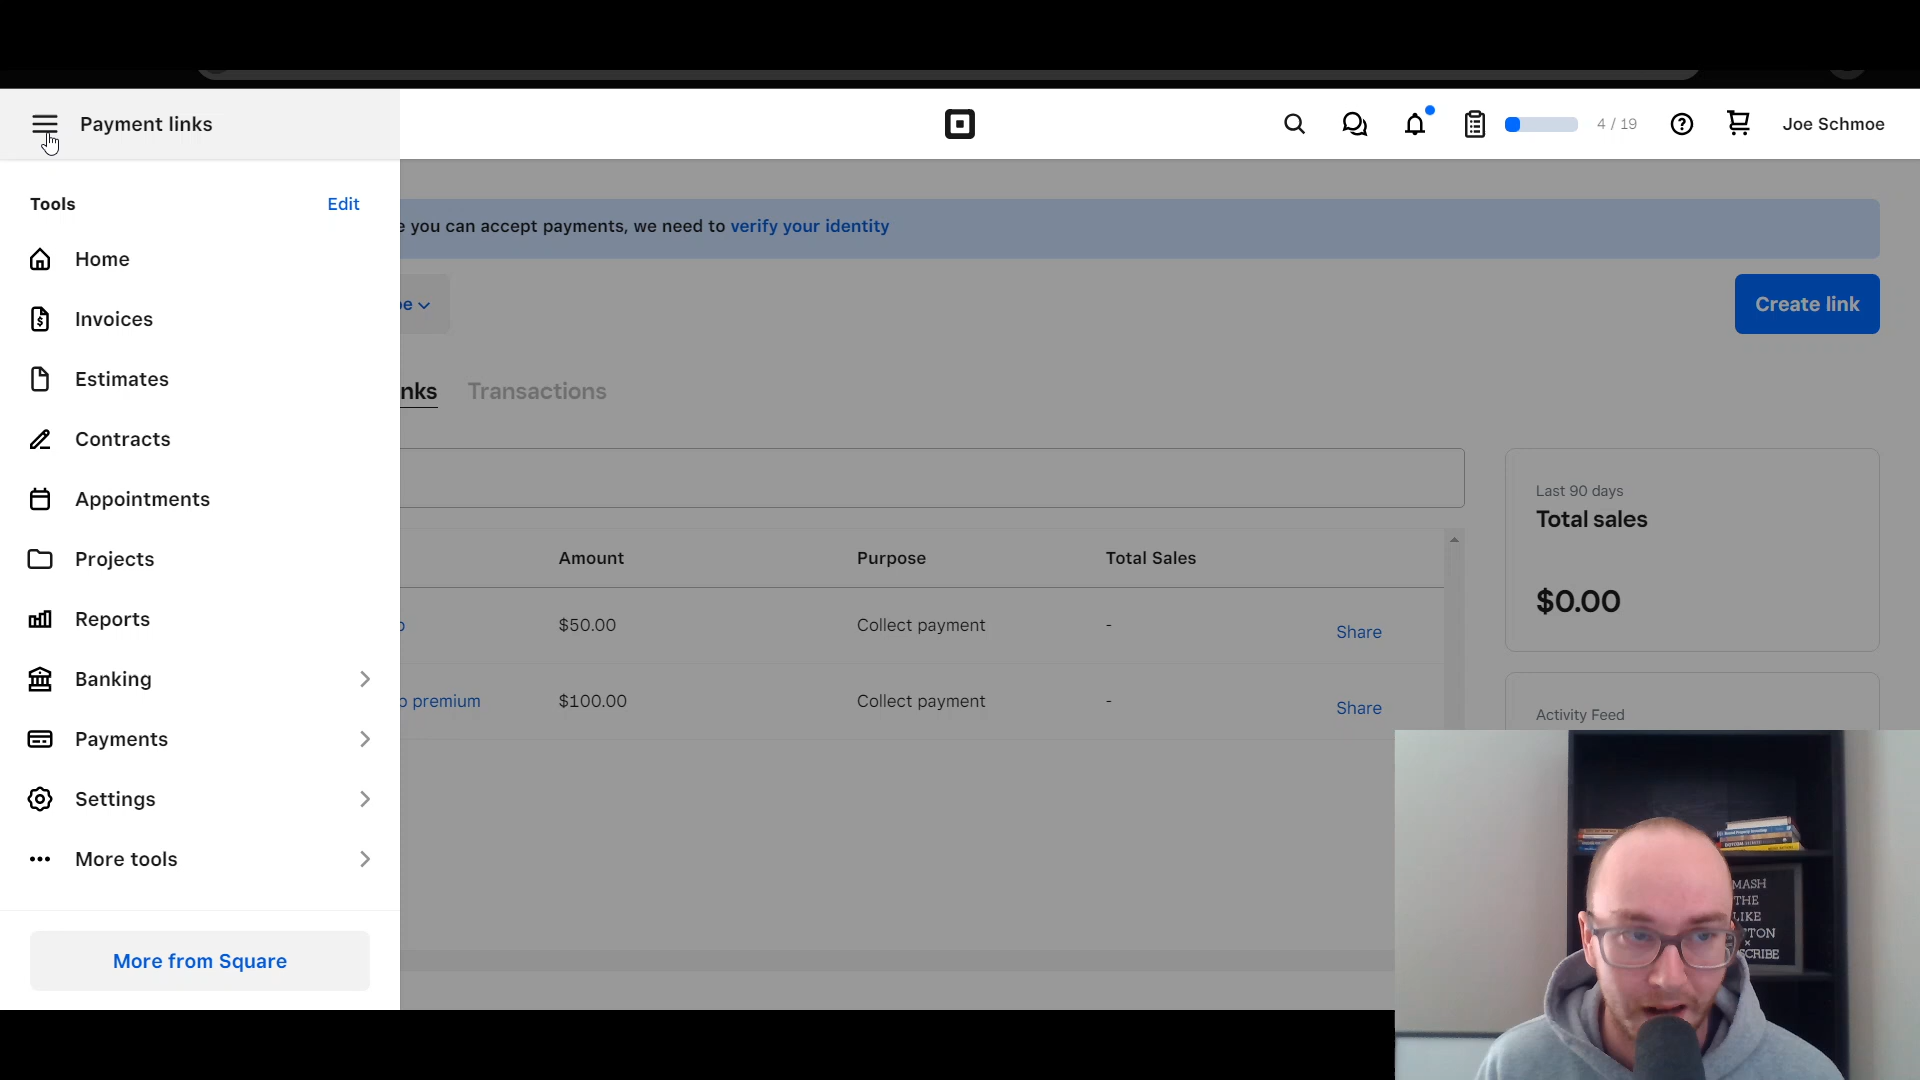 Payment links
4 / 19
Joe Schmoe
Tools
Edit
Home
Invoices
Estimates
Contracts
Appointments
Projects
Reports
Banking
Payments
Settings
More tools
More from Square
e you can accept payments, we need to verify your identity
Create link
nks
Transactions
Amount
Purpose
Total Sales
$50.00
Collect payment
-
Share
premium
$100.00
Collect payment
-
Share
Last 90 days
Total sales
$0.00
Activity Feed
MASH
THE
LIKE
TTON
×
SCRIBE